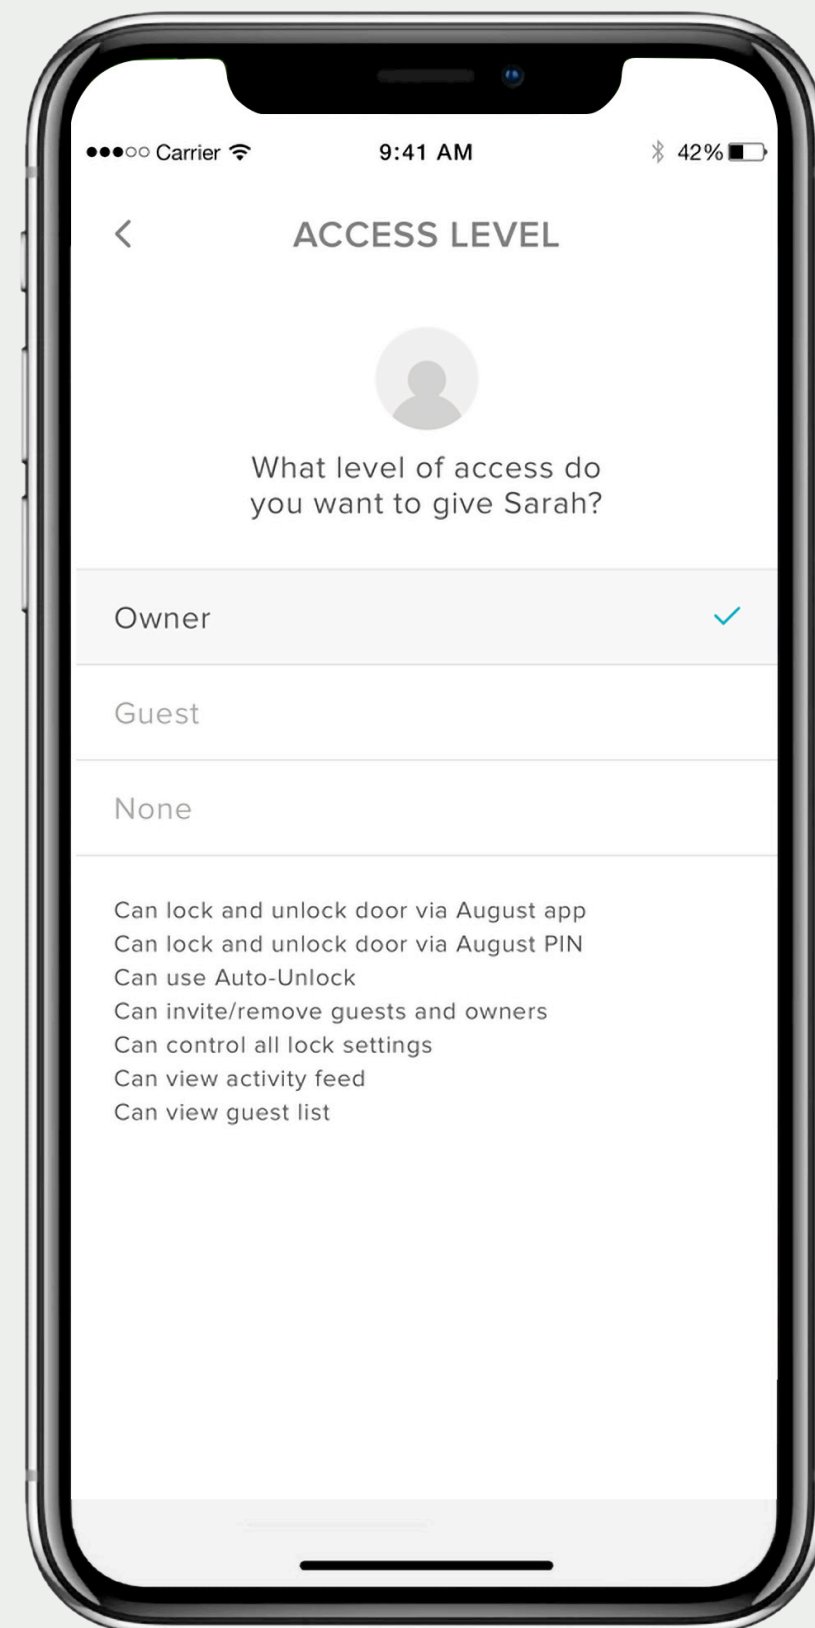 Carrier
9:41 AM
42%
ACCESS LEVEL
What level of access do
you want to give Sarah?
Owner
Guest
None
Can lock and unlock door via August app
Can lock and unlock door via August PIN
Can use Auto-Unlock
Can invite/remove guests and owners
Can control all lock settings
Can view activity feed
Can view guest list